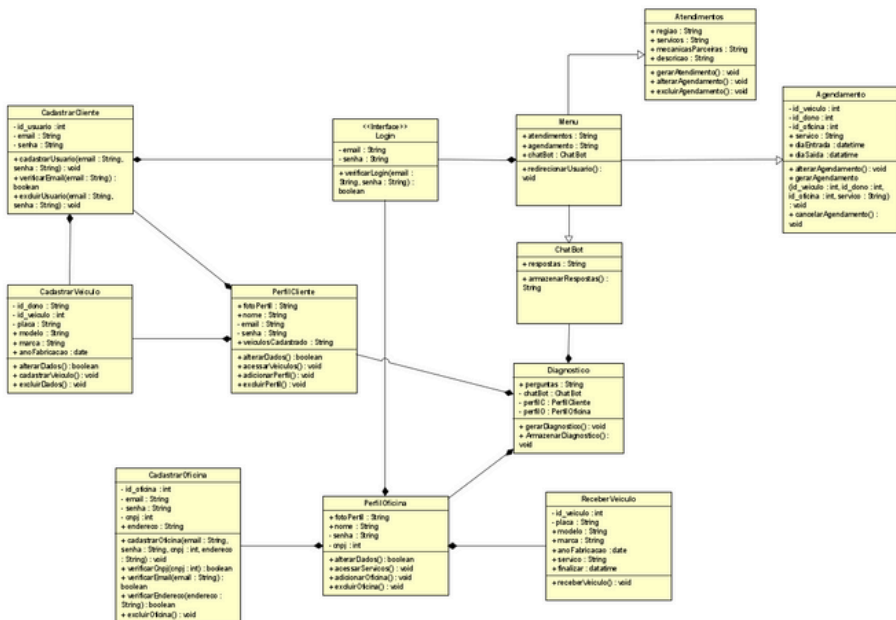 Atendimentos
+ regiao : String
+ servicos : String
+ mecanicasParceiras : String
+ descricao : String
+ gerarAtendimento() : void
+ alterarAgendamento() : void
+ excluirAgendamento() : void
Agendamento
- id_veiculo : int
- id_dono : int
- id_oficina : int
+ servico : String
+ diaEntrada : datetime
+ diaSaida : datatime
+ alterarAgendamento() : void
+ gerarAgendamento
(id_veiculo : int, id_dono : int,
id_oficina : int, servico : String)
: void
+ cancelarAgendamento() :
void
CadastrarCliente
- id_usuario : int
- email : String
- senha : String
+ cadastrarUsuario(email : String,
senha : String) : void
+ verificarEmail(email : String) :
boolean
+ excluirUsuario(email : String,
senha : String) : void
<<Interface>>
Login
- email : String
- senha : String
+ verificarLogin(email :
String, senha : String) :
boolean
Menu
+ atendimentos : String
+ agendamento : String
+ chatBot : ChatBot
+ redirecionarUsuario() :
void
ChatBot
+ respostas : String
+ armazenarRespostas() :
String
CadastrarVeiculo
- id_dono : String
- id_veiculo : int
- placa : String
+ modelo : String
+ marca : String
+ anoFabricacao : date
+ alterarDados() : boolean
+ cadastrarVeiculo() : void
+ excluirDados() : void
PerfilCliente
+ fotoPerfil : String
+ nome : String
- email : String
- senha : String
+ veiculosCadastrado : String
+ alterarDados() : boolean
+ acessarVeiculos() : void
+ adicionarPerfil() : void
+ excluirPerfil() : void
Diagnostico
+ perguntas : String
- chatBot : ChatBot
- perfilC : PerfilCliente
- perfilO : PerfilOficina
+ gerarDiagnostico() : void
+ ArmazenarDiagnostico() :
void
CadastrarOficina
- id_oficina : int
- email : String
- senha : String
- cnpj : int
+ endereco : String
+ cadastrarOficina(email : String,
senha : String, cnpj : int, endereco
: String) : void
+ verificarCnpj(cnpj : int) : boolean
+ verificarEmail(email : String) :
boolean
+ verificarEndereco(endereco :
String) : boolean
+ excluirOficina() : void
PerfilOficina
+ fotoPerfil : String
+ nome : String
- senha : String
- cnpj : int
+ alterarDados() : boolean
+ acessarServicos() : void
+ adicionarOficina() : void
+ excluirOficina() : void
ReceberVeiculo
- id_veiculo : int
- placa : String
+ modelo : String
+ marca : String
+ anoFabricacao : date
+ servico : String
+ finalizar : datatime
+ receberVeiculo() : void